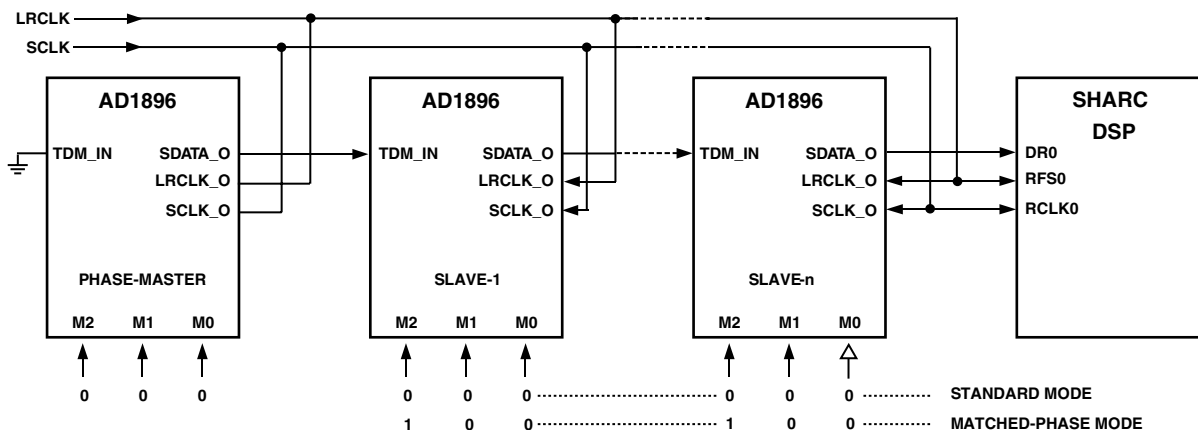 LRCLK
SCLK
AD1896 AD1896 AD1896 SHARC
DSP
TDM_IN SDATA_O TDM_IN SDATA_O TDM_IN SDATA_O DR0
LRCLK_O LRCLK_O LRCLK_O RFS0
SCLK_O SCLK_O SCLK_O RCLK0
PHASE-MASTER SLAVE-1 SLAVE-n
M2 M1 M0 M2 M1 M0 M2 M1 M0
0 0 0 0 0 0 0 0 0 STANDARD MODE
1 0 0 1 0 0 MATCHED-PHASE MODE